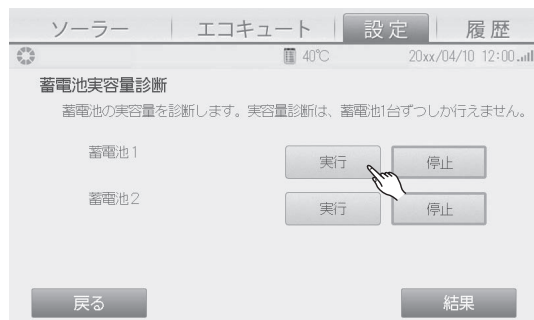 ソーラー エコキュート 設定 履歴
40℃ 20xx/04/10 12:00
蓄電池実容量診断
蓄電池の実容量を診断します。実容量診断は、蓄電池1台ずつしか行えません。
蓄電池1 実行 停止
蓄電池2 実行 停止
戻る 結果